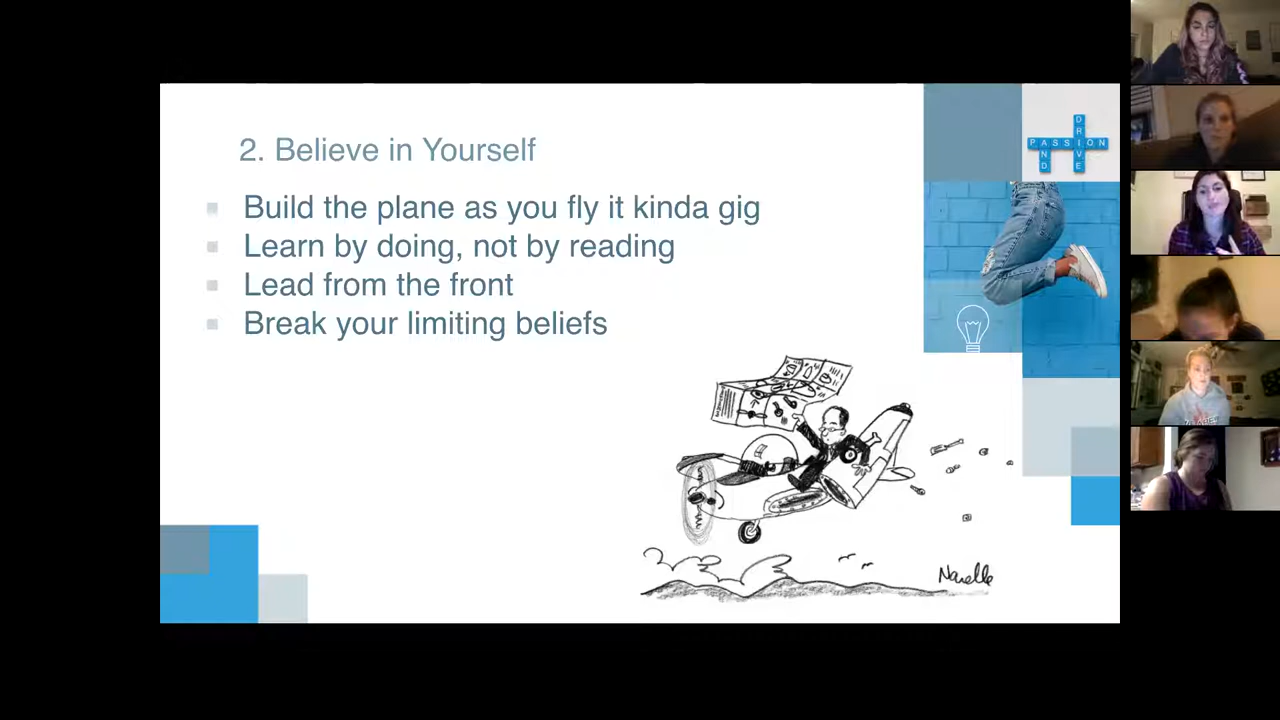 2. Believe in Yourself
Build the plane as you fly it kinda gig
Learn by doing, not by reading
Lead from the front
Break your limiting beliefs
PASSION
AND
DRIVE